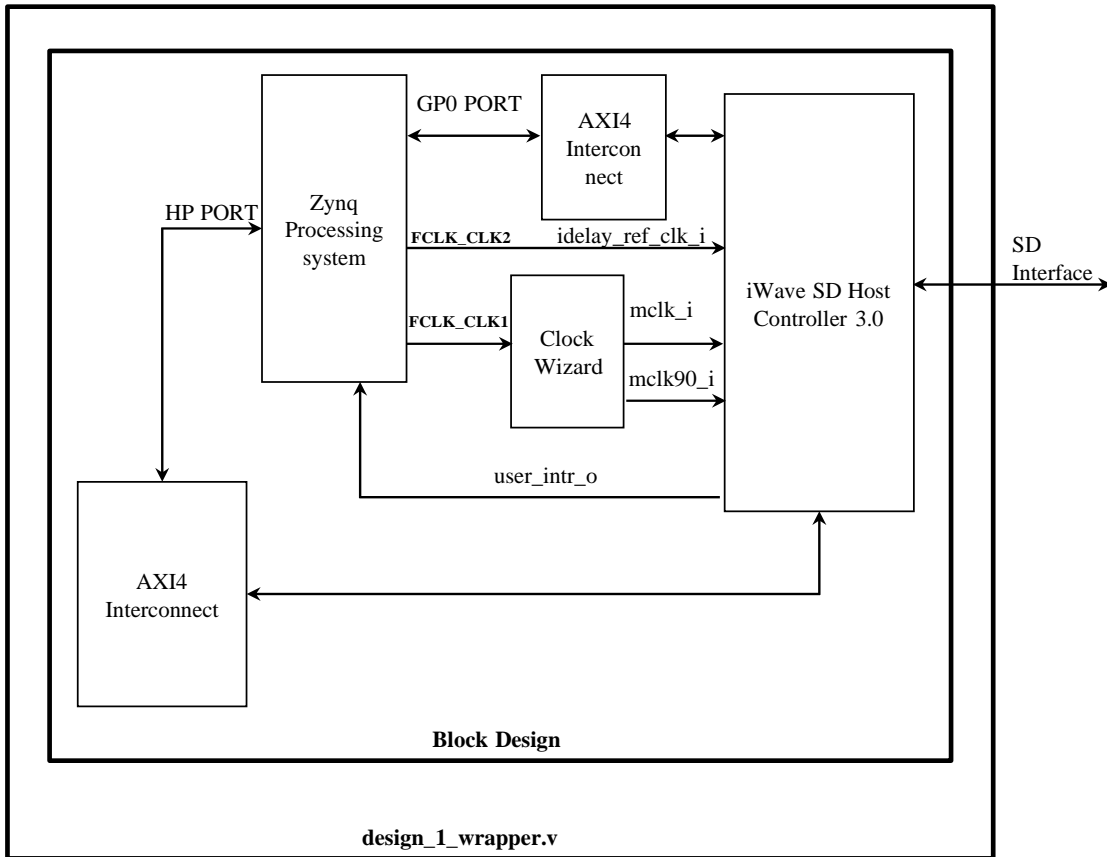 GP0 PORT
AXI4
Intercon
nect
HP PORT
Zynq
Processing
system
FCLK_CLK2
idelay_ref_clk_i
SD
Interface
iWave SD Host
Controller 3.0
FCLK_CLK1
Clock
Wizard
mclk_i
mclk90_i
user_intr_o
AXI4
Interconnect
Block Design
design_1_wrapper.v